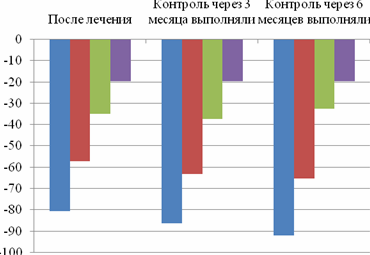 Контроль через 3
Контроль через 6
После лечения
месяца выполняли
месяцев выполняли
0
-10
-20
-30
-40
-50
-60
-70
-80
-90
-100